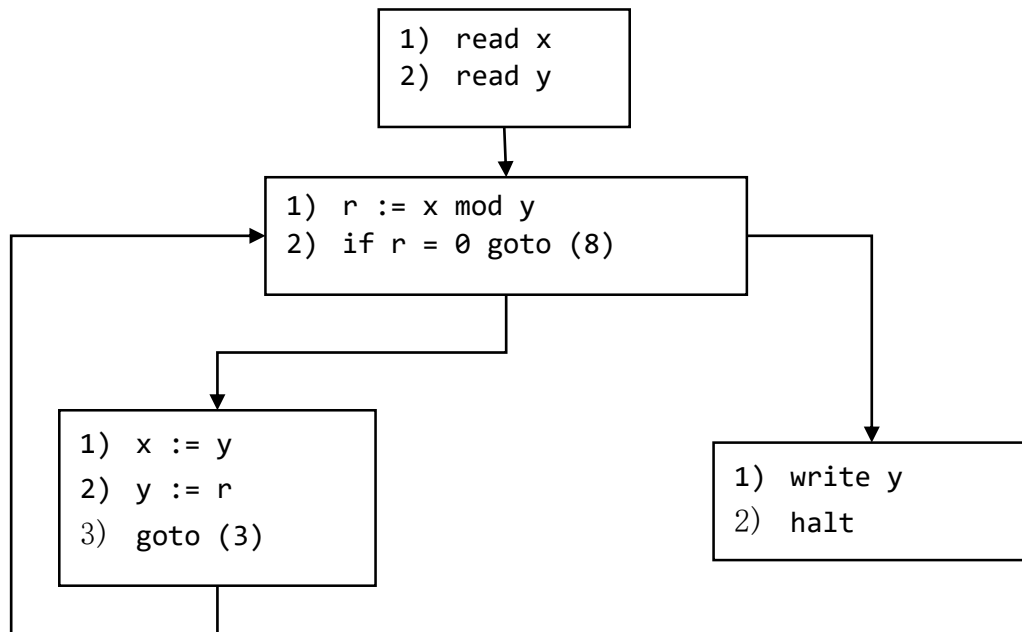 1) read x
2) read y
1) r := x mod y
2) if r = 0 goto (8)
1) x := y
2) y := r
3) goto (3)
1) write y
2) halt